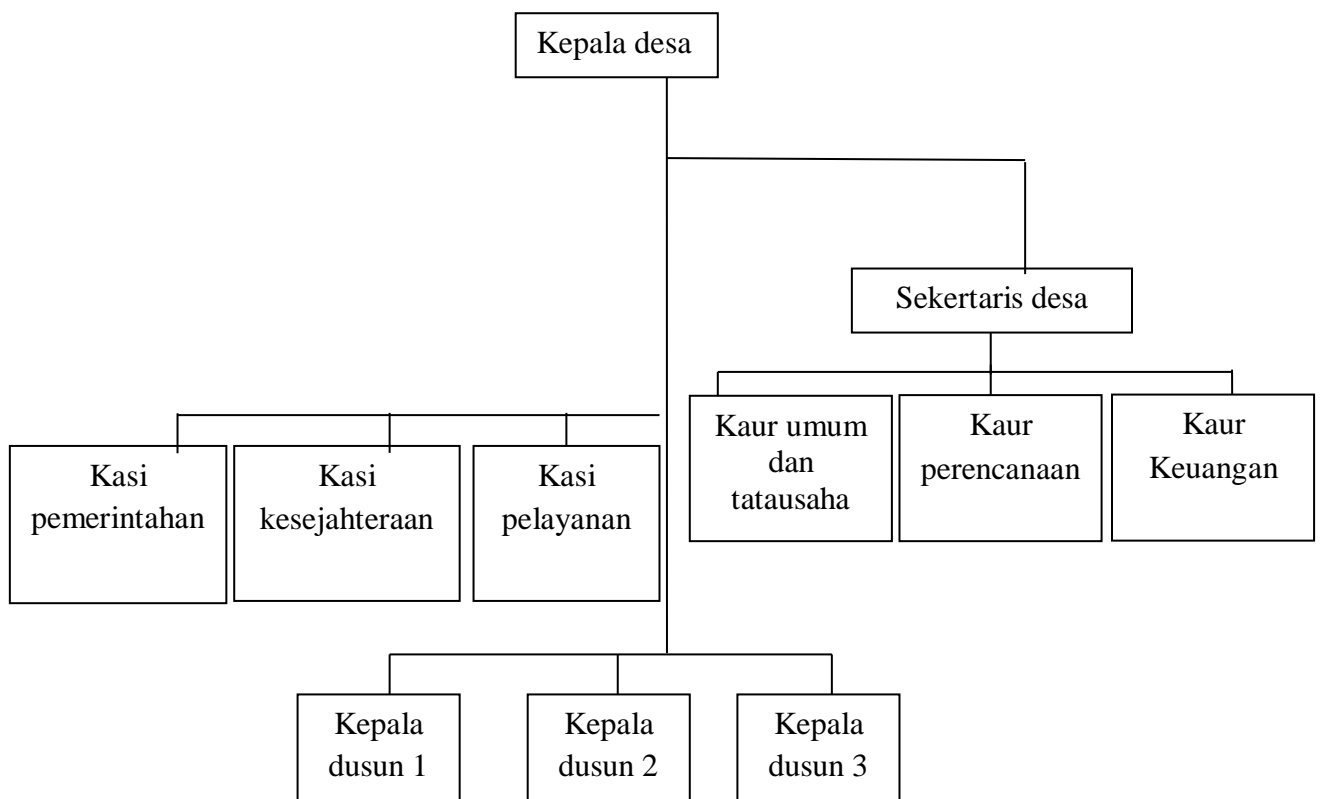 Kepala desa
Sekertaris desa
Kaur umum
dan
tatausaha
Kaur
perencanaan
Kaur
Keuangan
Kasi
pemerintahan
Kasi
kesejahteraan
Kasi
pelayanan
Kepala
dusun 1
Kepala
dusun 2
Kepala
dusun 3